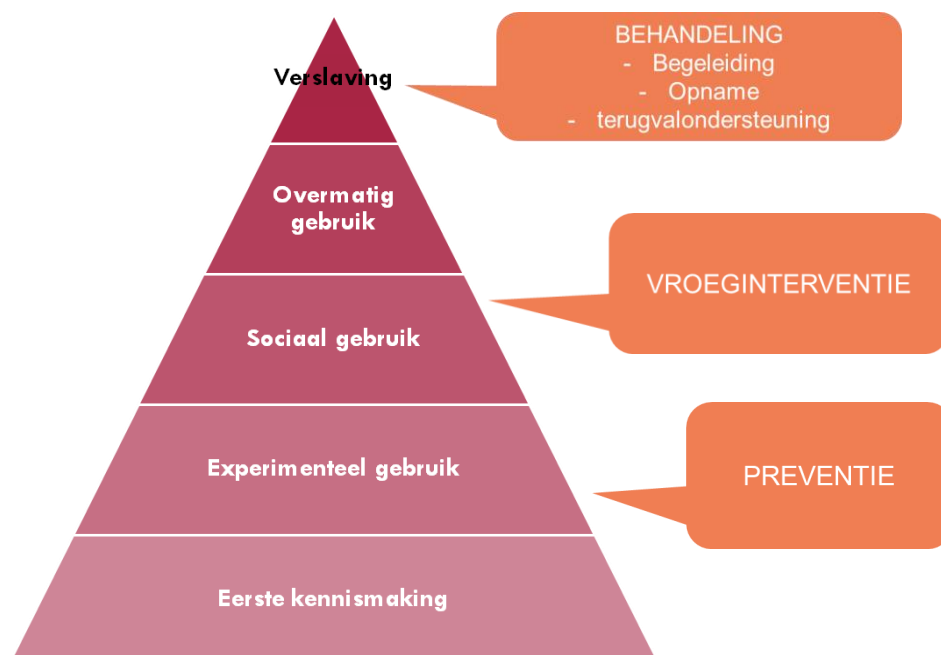 Verslaving
BEHANDELING
- Begeleiding
- Opname
- terugvalondersteuning
Overmatig
gebruik
VROEGINTERVENTIE
Sociaal gebruik
Experimenteel gebruik
PREVENTIE
Eerste kennismaking